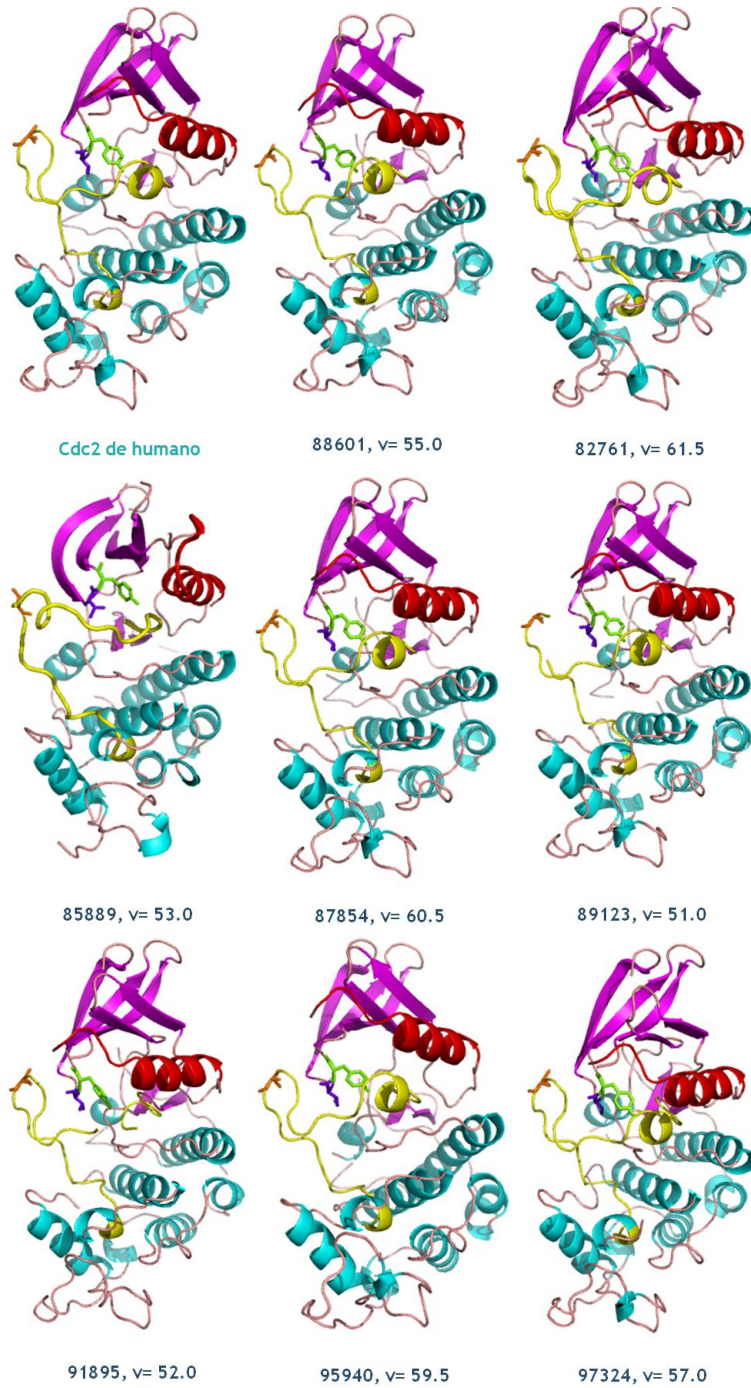 Cdc2 de humano
88601, v= 55.0
82761, v= 61.5
85889, v= 53.0
87854, v= 60.5
89123, v= 51.0
91895, v= 52.0
95940, v= 59.5
97324, v= 57.0